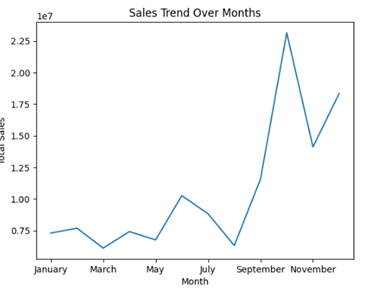 Sales Trend Over Months
1e7
2.25
2.00
1.75
1.50
1.25
1.00
0.75
Total Sales
January March May July September November
Month